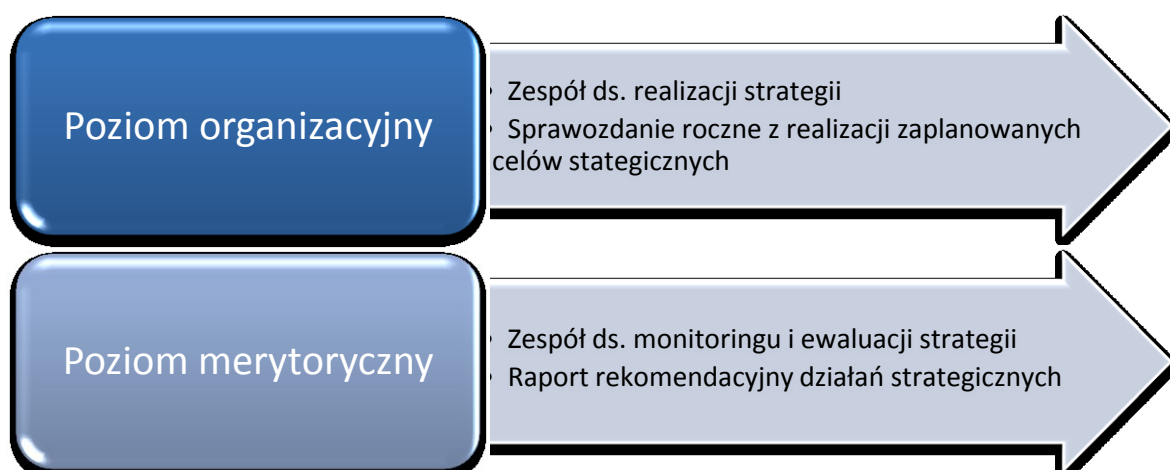 Poziom organizacyjny
• Zespół ds. realizacji strategii
• Sprawozdanie roczne z realizacji zaplanowanych
celów stategicznych
Poziom merytoryczny
• Zespół ds. monitoringu i ewaluacji strategii
• Raport rekomendacyjny działań strategicznych